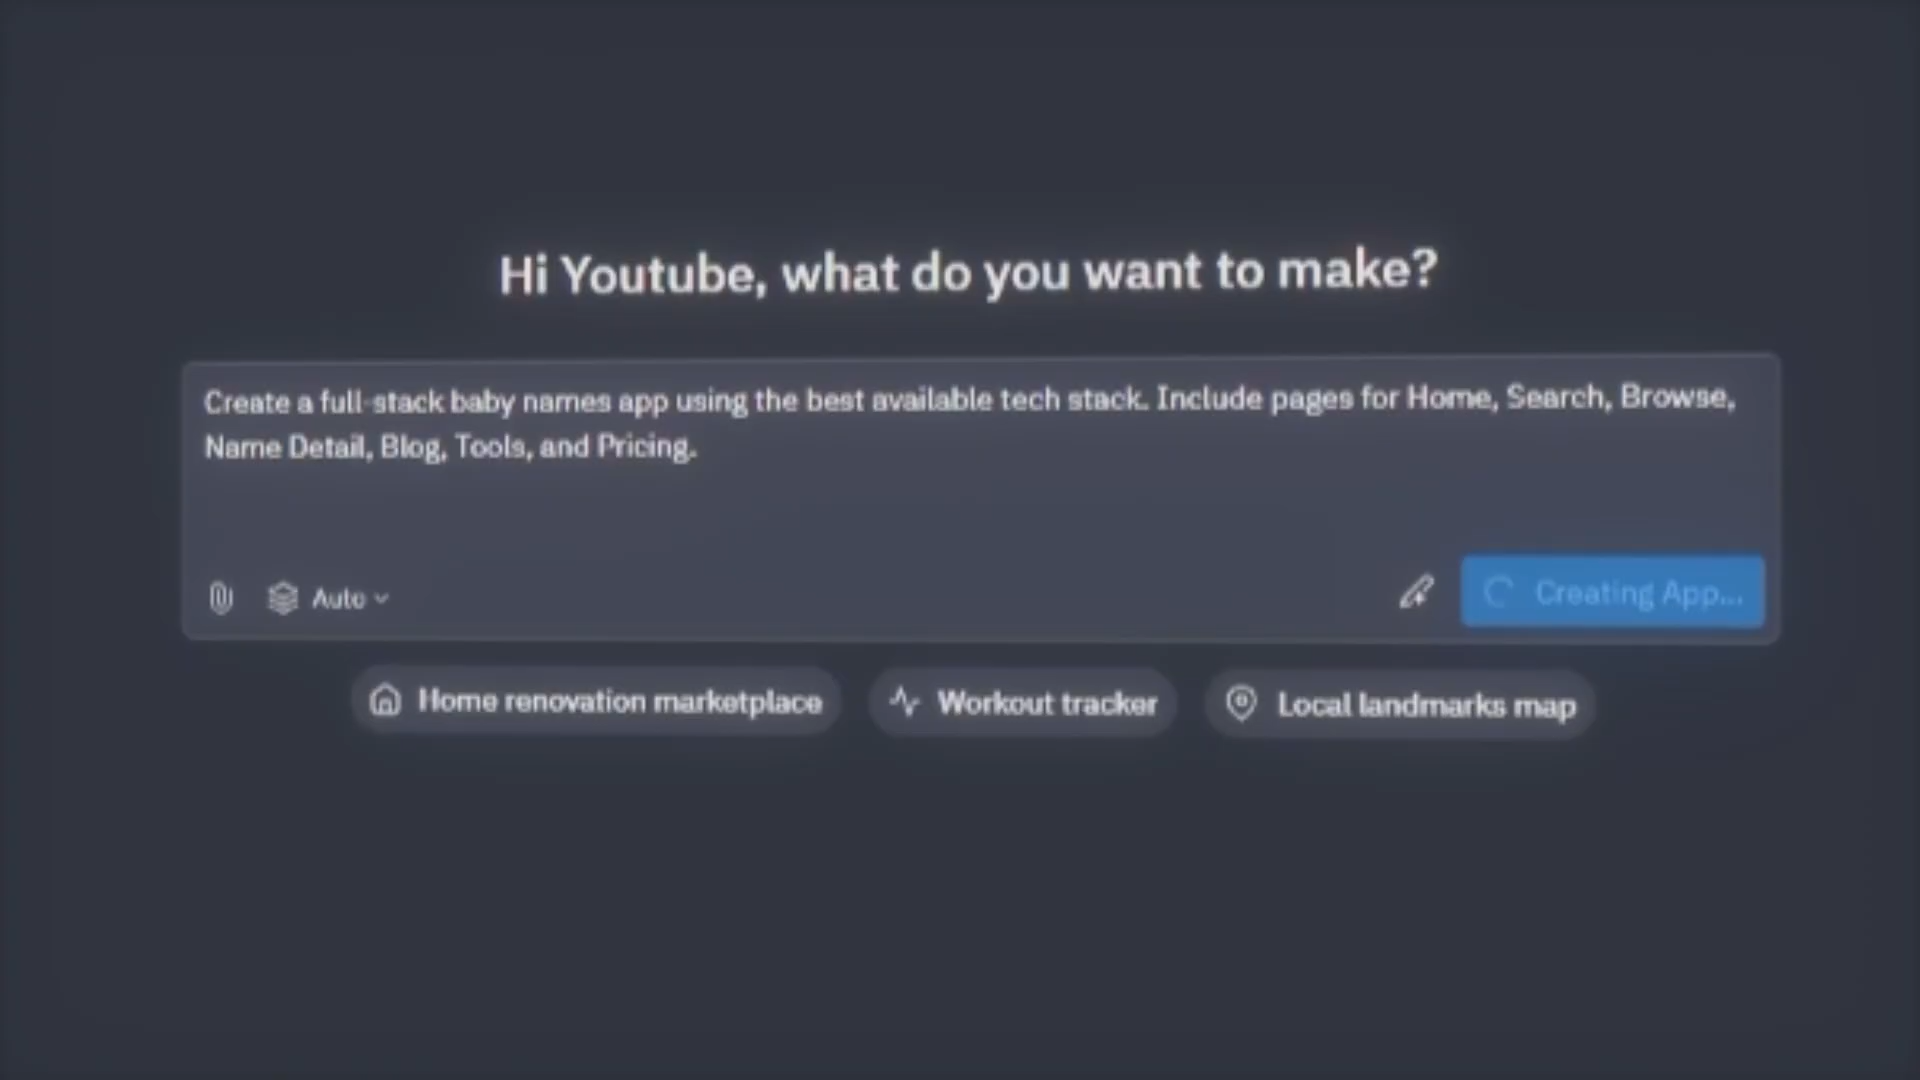 Hi Youtube, what do you want to make?
Create a full-stack baby names app using the best available tech stack. Include pages for Home, Search, Browse,
Name Detail, Blog, Tools, and Pricing.
Auto
Creating App...
Home renovation marketplace
Workout tracker
Local landmarks map